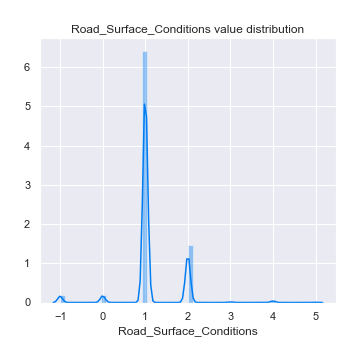 Road_Surface_Conditions value distribution
6
5
4
3
2
1
0
−1 0 1 2 3 4 5
Road_Surface_Conditions